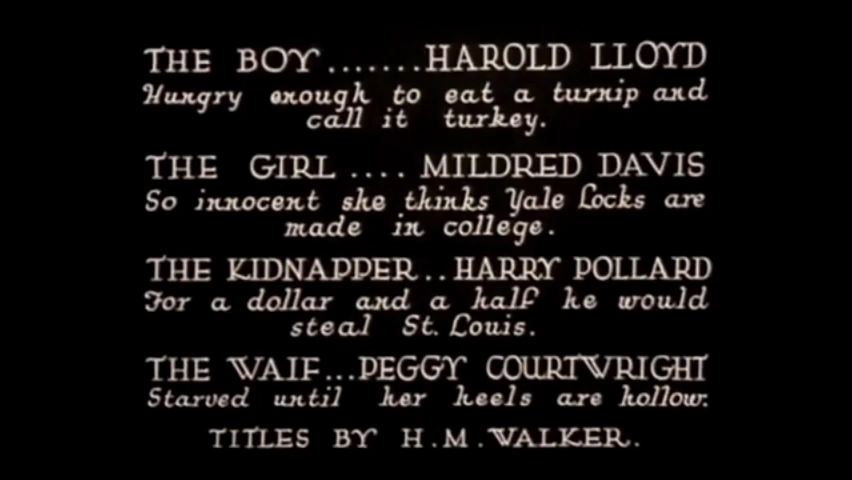 THE BOY.......HAROLD LLOYD
Hungry enough to eat a turnip and
call it turkey.
THE GIRL.... MILDRED DAVIS
So innocent she thinks Yale Locks are
made in college.
THE KIDNAPPER..HARRY POLLARD
For a dollar and a half he would
steal St. Louis.
THE WAIF...PEGGY COURTWRIGHT
Starved until her heels are hollow.
TITLES BY H.M.WALKER.